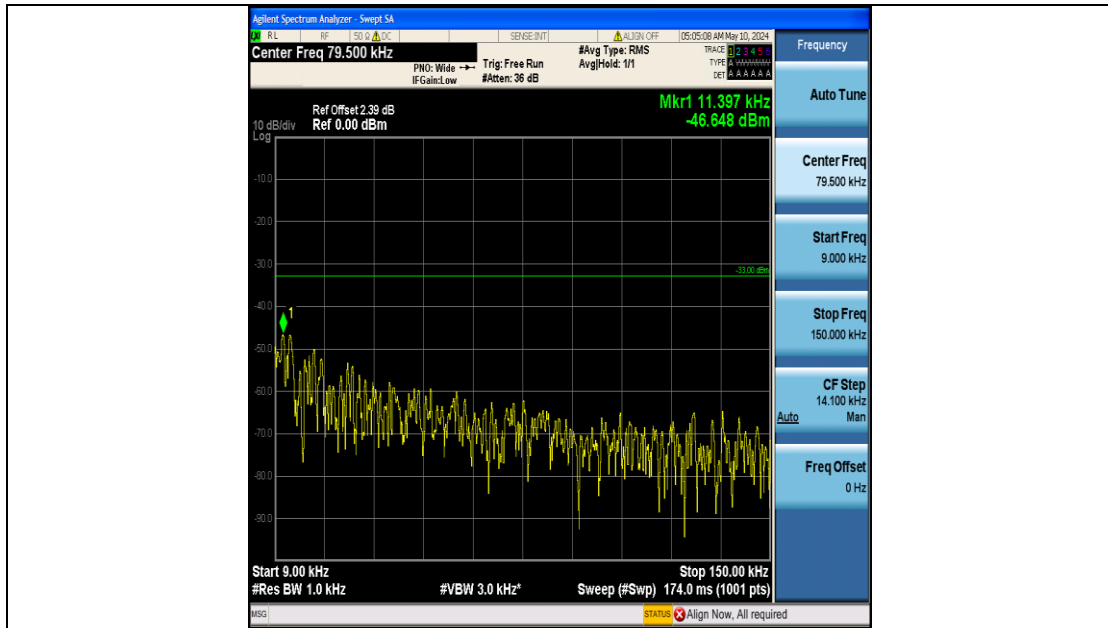 Agilent Spectrum Analyzer - Swept SA
RL RF 50 Ω DC SENSE:INT ALIGN OFF 05:05:08 AM May 10, 2024
Center Freq 79.500 kHz
PNO: Wide
IFGain:Low
Trig: Free Run
#Atten: 36 dB
#Avg Type: RMS
Avg|Hold: 1/1
TRACE 1 2 3 4 5 6
TYPE A WWWWW
DET A A A A A A
Ref Offset 2.39 dB
10 dB/div Ref 0.00 dBm
Log
Mkr1 11.397 kHz
-46.648 dBm
-10.0
-20.0
-30.0
-33.00 dBm
-40.0
1
-50.0
-60.0
-70.0
-80.0
-90.0
Start 9.00 kHz Stop 150.00 kHz
#Res BW 1.0 kHz #VBW 3.0 kHz* Sweep (#Swp) 174.0 ms (1001 pts)
MSG STATUS Align Now, All required
Frequency
Auto Tune
Center Freq
79.500 kHz
Start Freq
9.000 kHz
Stop Freq
150.000 kHz
CF Step
14.100 kHz
Auto Man
Freq Offset
0 Hz